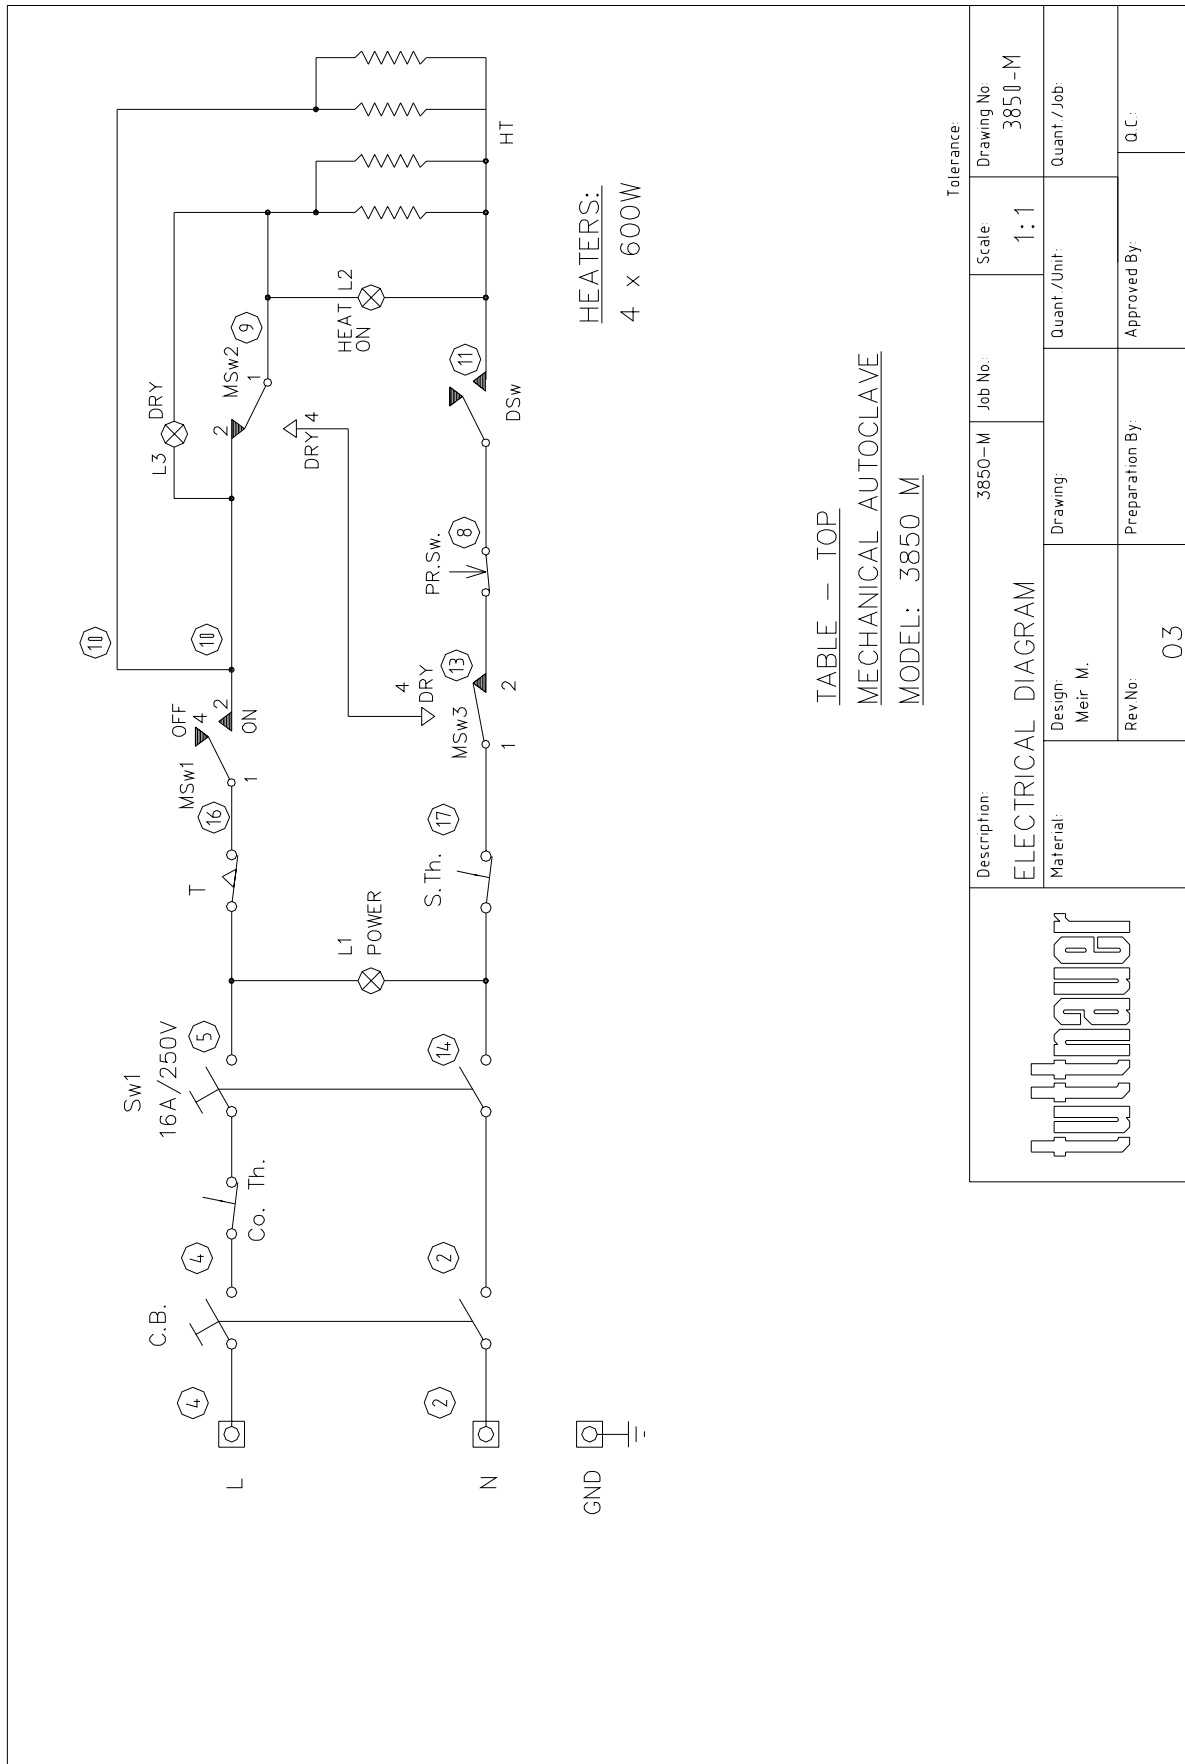 L
N
GND
4
2
C.B.
4
2
Co. Th.
Sw1
16A/250V
5
14
L1
POWER
T
S.Th.
16
17
MSw1
1
OFF
4
2
ON
MSw3
1
2
13
4
DRY
10
10
PR.Sw.
8
L3
DRY
2
MSw2
1
9
DRY 4
DSw
11
HEAT L2
ON
HT
HEATERS:
4 x 600W
TABLE - TOP
MECHANICAL AUTOCLAVE
MODEL: 3850 M
Tolerance:
tuttnauer
Description:
3850-M
ELECTRICAL DIAGRAM
Job No.:
Scale:
1:1
Drawing No:
3850-M
Material:
Design:
Meir M.
Drawing:
Quant./Unit:
Quant./Job:
Rev.No:
03
Preparation By:
Approved By:
Q.C.: